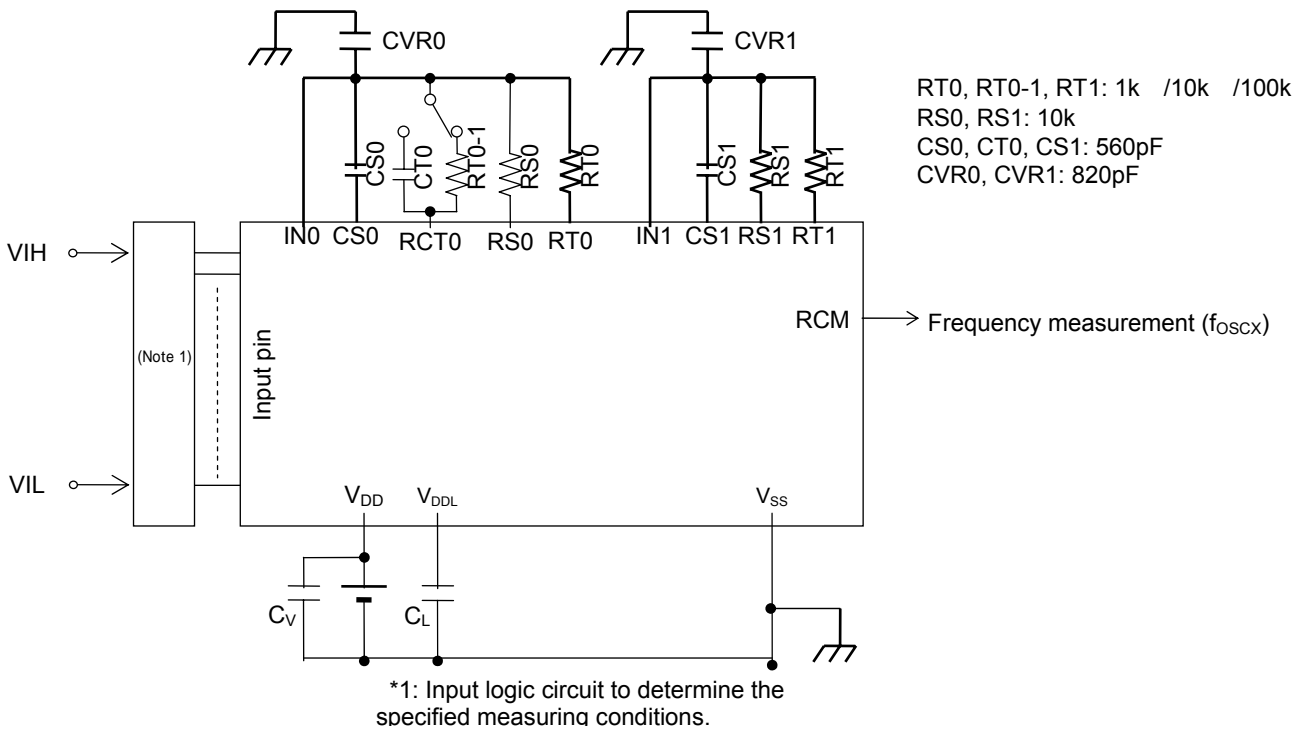 CVR0
CVR1
RT0, RT0-1, RT1: 1k /10k /100k
RS0, RS1: 10k
CS0, CT0, CS1: 560pF
CVR0, CVR1: 820pF
CS0
CT0
RT0-1
RS0
RT0
CS1
RS1
RT1
IN0 CS0 RCT0 RS0 RT0
IN1 CS1 RS1 RT1
VIH
(Note 1)
Input pin
RCM
Frequency measurement (fOSCX)
VIL
VDD
VDDL
VSS
CV
CL
*1: Input logic circuit to determine the
specified measuring conditions.